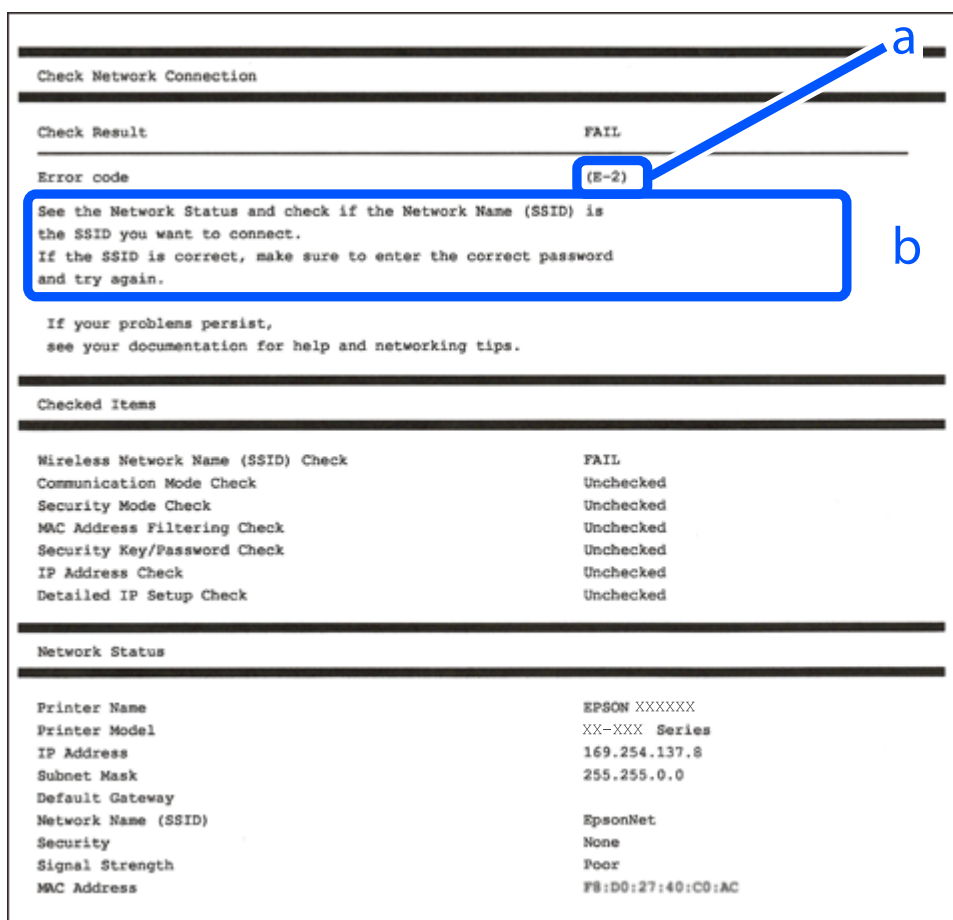 a
Check Network Connection
Check Result FAIL
Error code (E-2)
See the Network Status and check if the Network Name (SSID) is
the SSID you want to connect.
If the SSID is correct, make sure to enter the correct password
and try again.
b
If your problems persist,
see your documentation for help and networking tips.
Checked Items
Wireless Network Name (SSID) Check FAIL
Communication Mode Check Unchecked
Security Mode Check Unchecked
MAC Address Filtering Check Unchecked
Security Key/Password Check Unchecked
IP Address Check Unchecked
Detailed IP Setup Check Unchecked
Network Status
Printer Name EPSON XXXXXX
Printer Model XX-XXX Series
IP Address 169.254.137.8
Subnet Mask 255.255.0.0
Default Gateway
Network Name (SSID) EpsonNet
Security None
Signal Strength Poor
MAC Address F8:D0:27:40:C0:AC